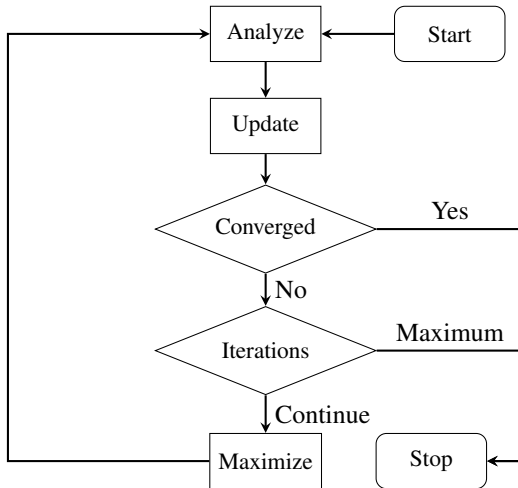 Analyze
Start
Update
Converged
Yes
No
Iterations
Maximum
Continue
Maximize
Stop